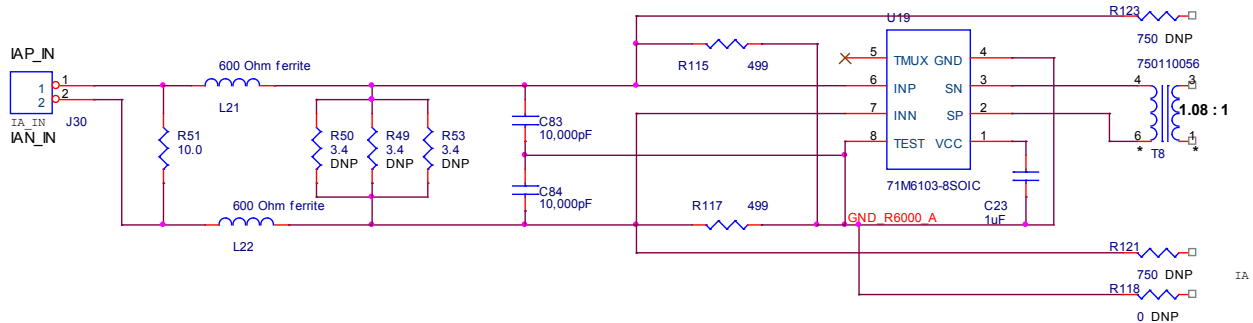 R123
750 DNP
U19
IAP_IN
1
2
1
2
IA_IN
J30
IAN_IN
600 Ohm ferrite
L21
R51
10.0
R50
3.4
DNP
R49
3.4
DNP
R53
3.4
DNP
600 Ohm ferrite
L22
C83
10,000pF
C84
10,000pF
R115 499
R117 499
5 TMUX GND 4
6 INP SN 3
7 INN SP 2
8 TEST VCC 1
71M6103-8SOIC
GND_R6000_A
C23
1uF
750110056
4 3
1.08 : 1
6 1
* *
T8
R121
750 DNP
IA
R118
0 DNP